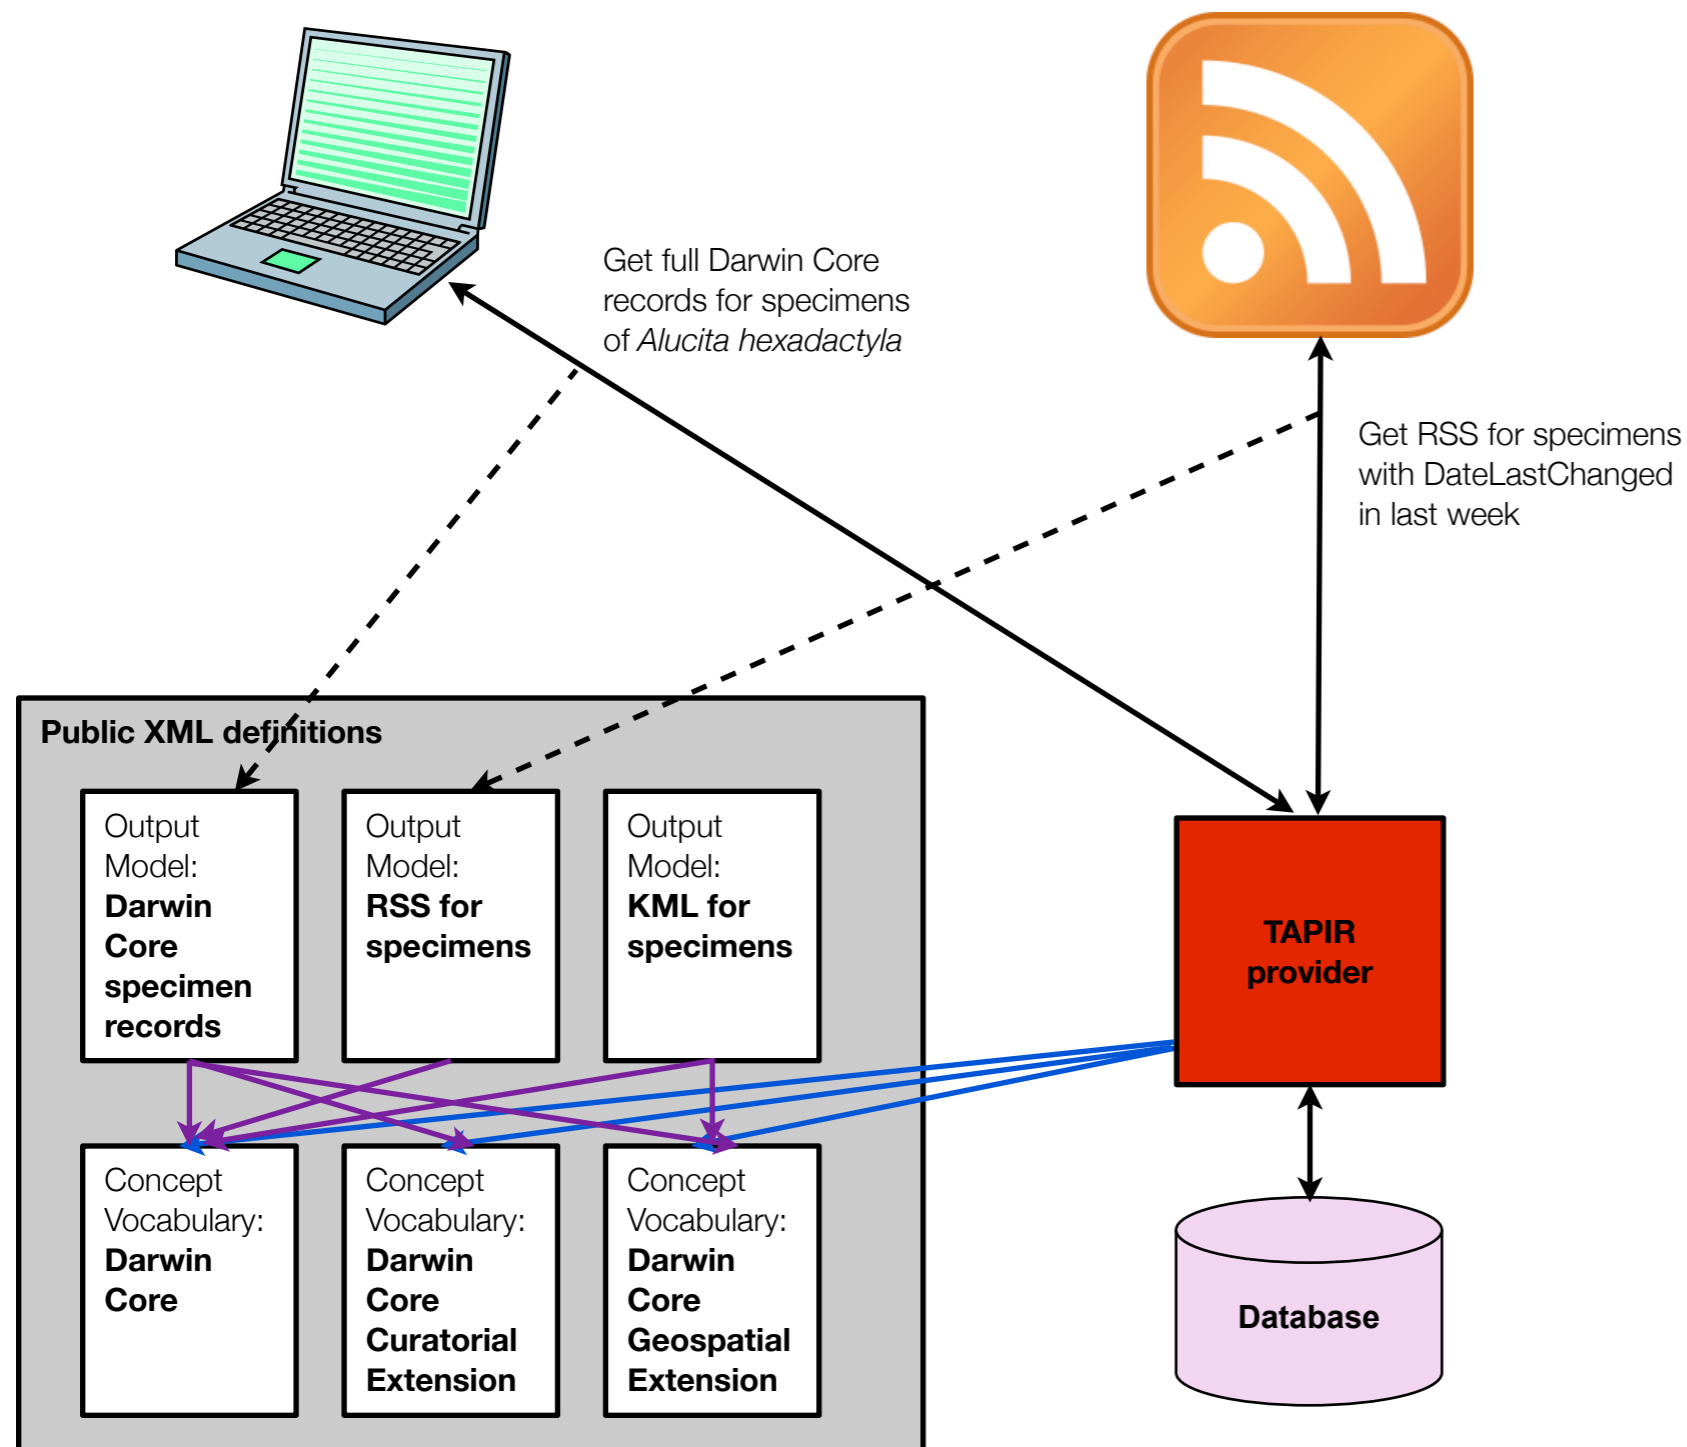 Get full Darwin Core
records for specimens
of Alucita hexadactyla
Get RSS for specimens
with DateLastChanged
in last week
Public XML definitions
Output
Model:
Darwin
Core
specimen
records
Output
Model:
RSS for
specimens
Output
Model:
KML for
specimens
TAPIR
provider
Concept
Vocabulary:
Darwin
Core
Concept
Vocabulary:
Darwin
Core
Curatorial
Extension
Concept
Vocabulary:
Darwin
Core
Geospatial
Extension
Database